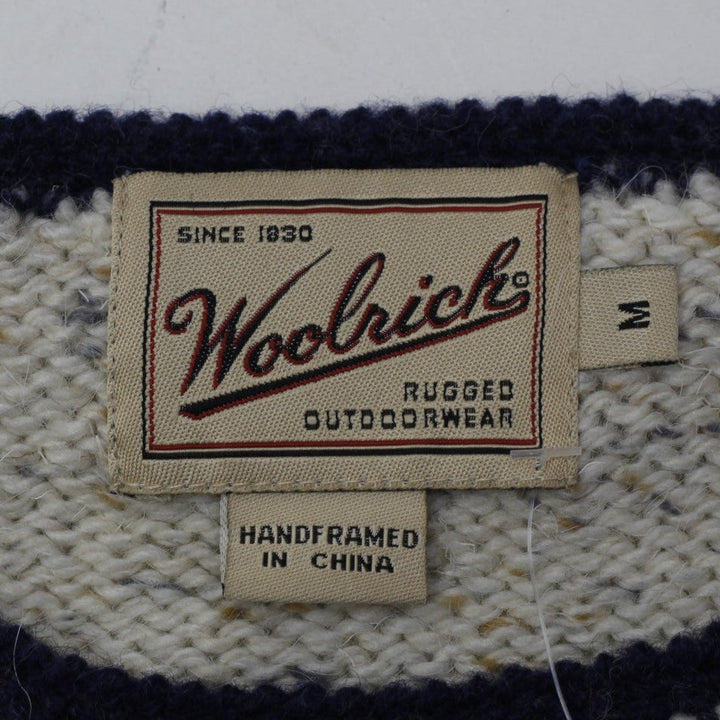 SINCE 1830
Woolrich®
RUGGED
OUTDOORWEAR
M
HANDFRAMED
IN CHINA